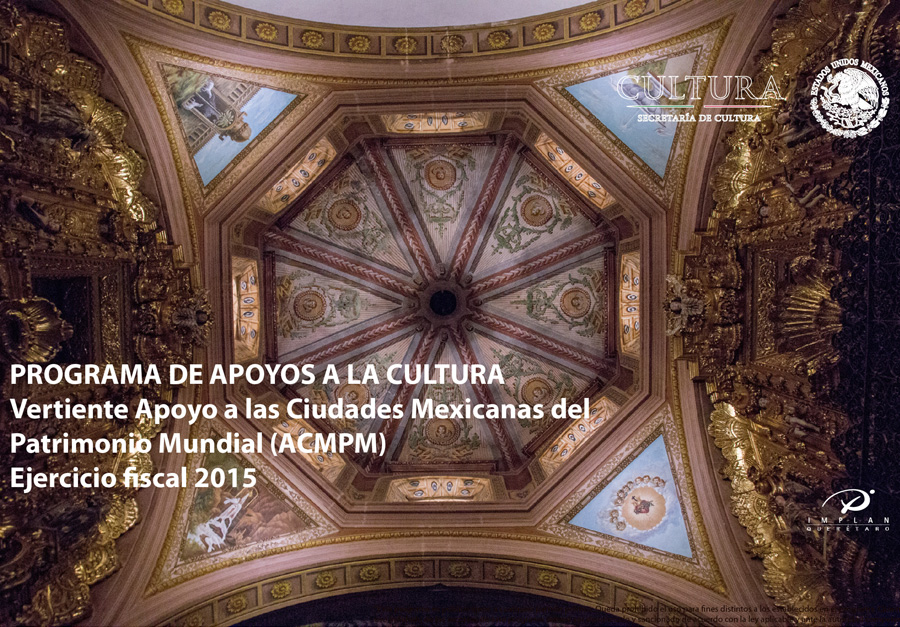 CULTURA
SECRETARÍA DE CULTURA
ESTADOS UNIDOS MEXICANOS
PROGRAMA DE APOYOS A LA CULTURA
Vertiente Apoyo a las Ciudades Mexicanas del
Patrimonio Mundial (ACMPM)
Ejercicio fiscal 2015
IMPLAN
QUERÉTARO
Queda prohibido el uso para fines distintos a los establecidos en el
y sancionado de acuerdo con la ley aplicable y ante la